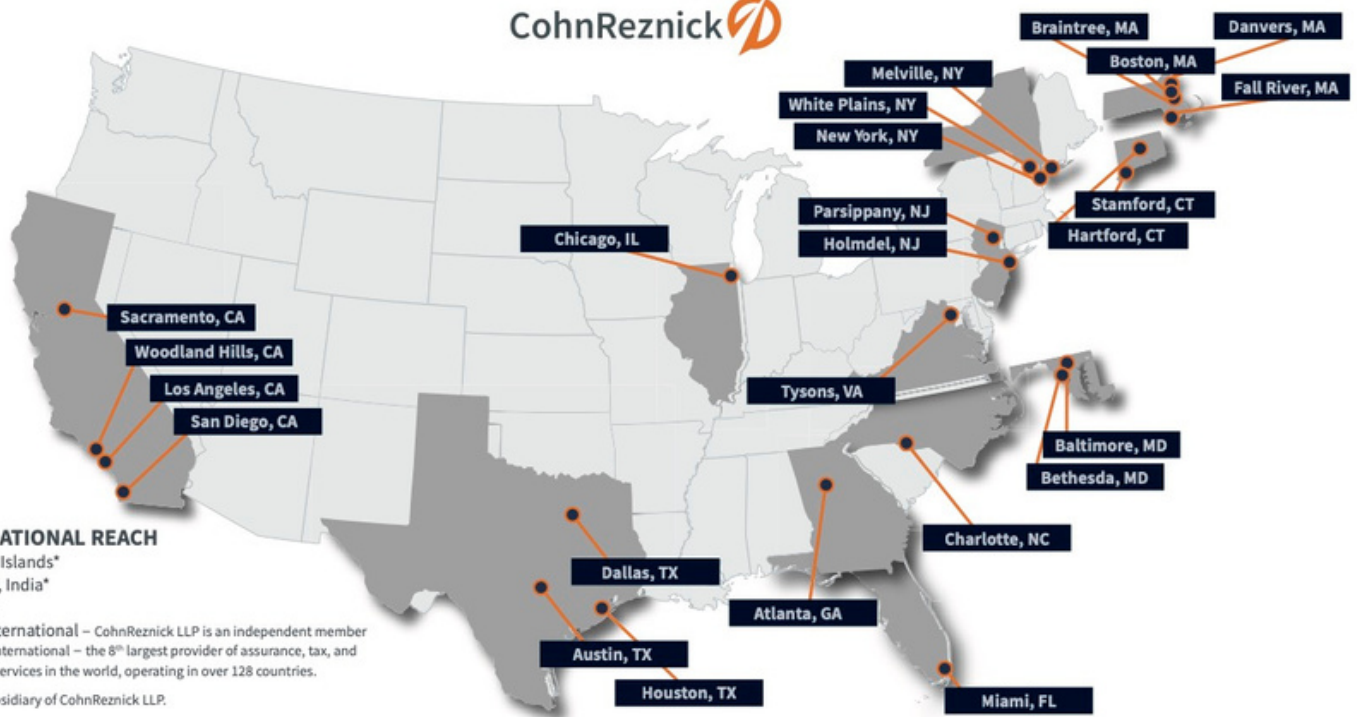 CohnReznick
Braintree, MA
Danvers, MA
Boston, MA
Melville, NY
Fall River, MA
White Plains, NY
New York, NY
Stamford, CT
Parsippany, NJ
Hartford, CT
Chicago, IL
Holmdel, NJ
Sacramento, CA
Woodland Hills, CA
Los Angeles, CA
Tysons, VA
San Diego, CA
Baltimore, MD
Bethesda, MD
Charlotte, NC
ATIONAL REACH
Islands*
, India*
Dallas, TX
Atlanta, GA
ternational – CohnReznick LLP is an independent member
nternational – the 8th largest provider of assurance, tax, and
ervices in the world, operating in over 128 countries.
Austin, TX
Houston, TX
Miami, FL
sidiary of CohnReznick LLP.